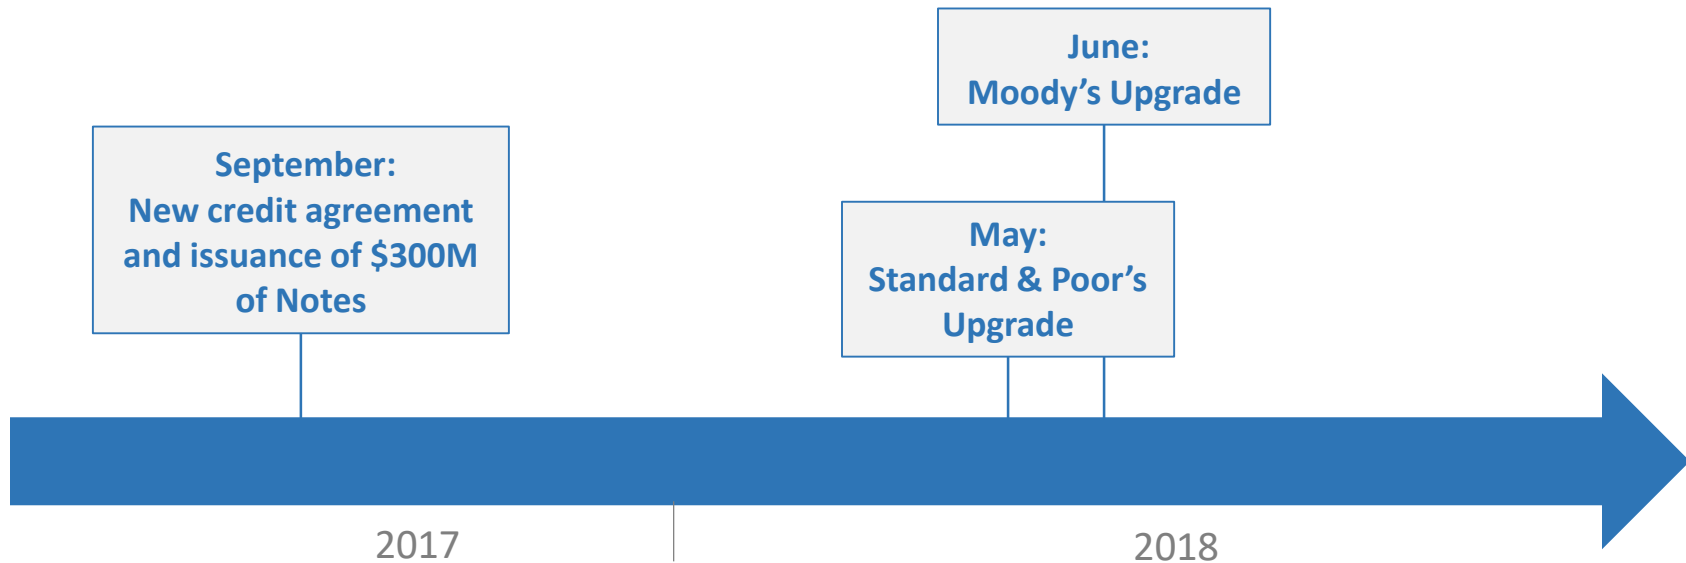 June:
Moody’s Upgrade
September:
New credit agreement
and issuance of $300M
of Notes
May:
Standard & Poor’s
Upgrade
2017
2018